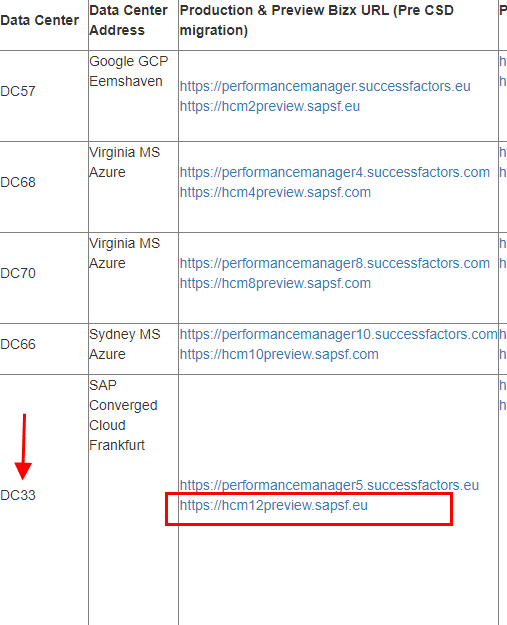 Data Center
Data Center
Address
Production & Preview Bizx URL (Pre CSD
migration)
P
DC57
Google GCP
Eemshaven
https://performancemanager.successfactors.eu
https://hcm2preview.sapsf.eu
h
h
DC68
Virginia MS
Azure
https://performancemanager4.successfactors.com
https://hcm4preview.sapsf.com
h
h
DC70
Virginia MS
Azure
https://performancemanager8.successfactors.com
https://hcm8preview.sapsf.com
h
h
DC66
Sydney MS
Azure
https://performancemanager10.successfactors.com
https://hcm10preview.sapsf.com
h
h
DC33
SAP
Converged
Cloud
Frankfurt
https://performancemanager5.successfactors.eu
https://hcm12preview.sapsf.eu
h
h